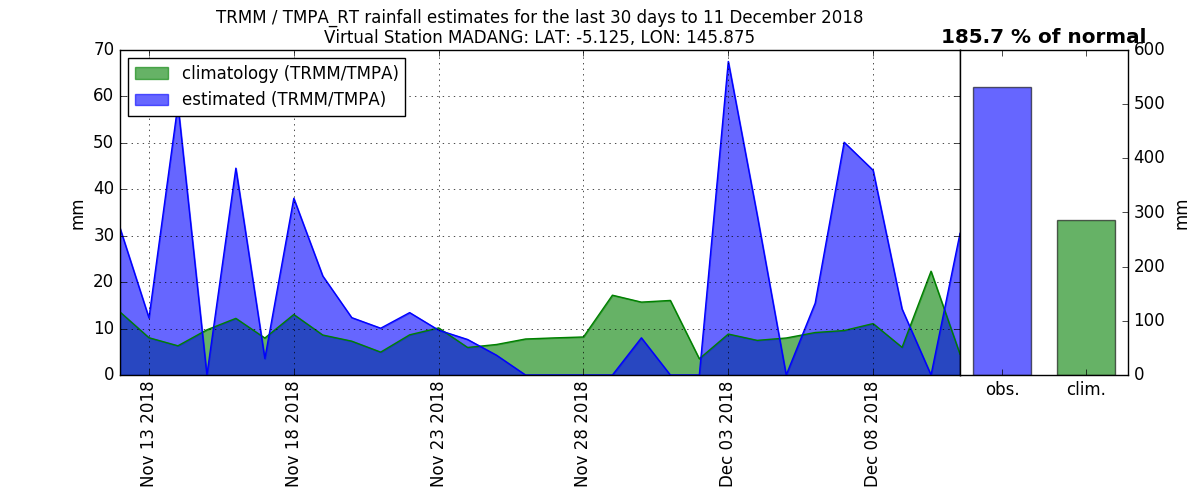 TRMM / TMPA_RT rainfall estimates for the last 30 days to 11 December 2018
Virtual Station MADANG: LAT: -5.125, LON: 145.875
185.7 % of normal
climatology (TRMM/TMPA)
estimated (TRMM/TMPA)
70
60
50
40
30
20
10
0
mm
Nov 13 2018
Nov 18 2018
Nov 23 2018
Nov 28 2018
Dec 03 2018
Dec 08 2018
600
500
400
300
200
100
0
mm
obs.
clim.